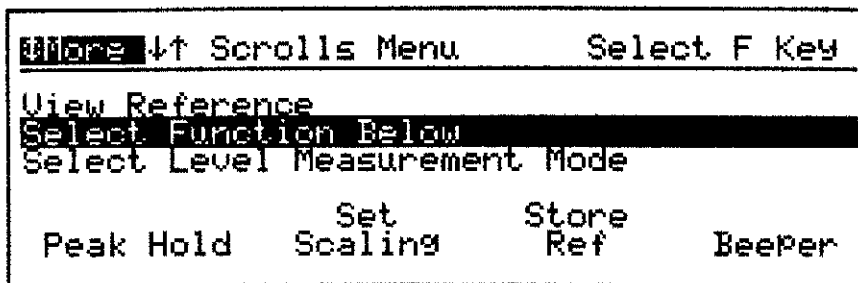 More ↓↑ Scrolls Menu Select F Key
View Reference
Select Function Below
Select Level Measurement Mode
Peak Hold Set Scaling Store Ref Beeper